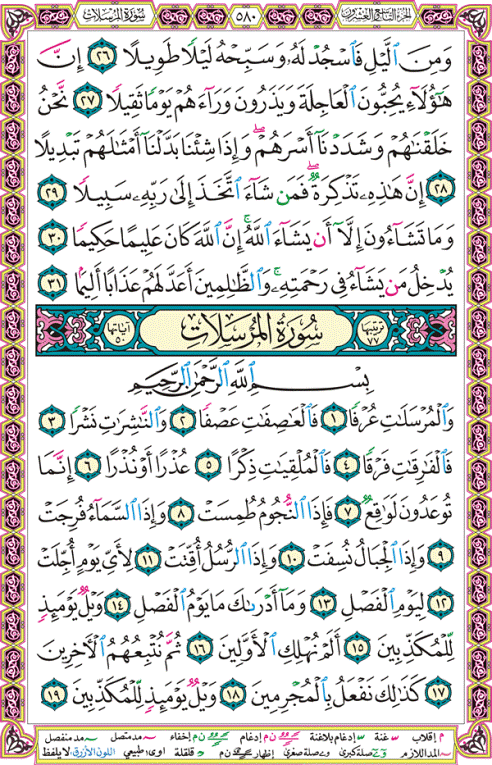 الجزء التاسع والعشرون ٥٨٠ سورة المرسلات
وَمِنَ ٱلَّيۡلِ فَٱسۡجُدۡ لَهُۥ وَسَبِّحۡهُ لَيۡلٗا طَوِيلًا ٢٦ إِنَّ
هَٰٓؤُلَآءِ يُحِبُّونَ ٱلۡعَاجِلَةَ وَيَذَرُونَ وَرَآءَهُمۡ يَوۡمٗا ثَقِيلٗا ٢٧ نَّحۡنُ
خَلَقۡنَٰهُمۡ وَشَدَدۡنَآ أَسۡرَهُمۡۖ وَإِذَا شِئۡنَا بَدَّلۡنَآ أَمۡثَٰلَهُمۡ تَبۡدِيلًا
٢٨ إِنَّ هَٰذِهِۦ تَذۡكِرَةٞۖ فَمَن شَآءَ ٱتَّخَذَ إِلَىٰ رَبِّهِۦ سَبِيلٗا ٢٩
وَمَا تَشَآءُونَ إِلَّآ أَن يَشَآءَ ٱللَّهُۚ إِنَّ ٱللَّهَ كَانَ عَلِيمًا حَكِيمٗا ٣٠
يُدۡخِلُ مَن يَشَآءُ فِي رَحۡمَتِهِۦۚ وَٱلظَّٰلِمِينَ أَعَدَّ لَهُمۡ عَذَابًا أَلِيمَۢا ٣١
ترتيبها ٧٧ سُورَةُ الْمُرْسَلَاتِ آياتها ٥٠
بِسۡمِ ٱللَّهِ ٱلرَّحۡمَٰنِ ٱلرَّحِيمِ
وَٱلۡمُرۡسَلَٰتِ عُرۡفٗا ١ فَٱلۡعَٰصِفَٰتِ عَصۡفٗا ٢ وَٱلنَّٰشِرَٰتِ نَشۡرٗا ٣
فَٱلۡفَٰرِقَٰتِ فَرۡقٗا ٤ فَٱلۡمُلۡقِيَٰتِ ذِكۡرًا ٥ عُذۡرًا أَوۡ نُذۡرًا ٦ إِنَّمَا
تُوعَدُونَ لَوَٰقِعٞ ٧ فَإِذَا ٱلنُّجُومُ طُمِسَتۡ ٨ وَإِذَا ٱلسَّمَآءُ فُرِجَتۡ
٩ وَإِذَا ٱلۡجِبَالُ نُسِفَتۡ ١٠ وَإِذَا ٱلرُّسُلُ أُقِّتَتۡ ١١ لِأَيِّ يَوۡمٍ أُجِّلَتۡ
١٢ لِيَوۡمِ ٱلۡفَصۡلِ ١٣ وَمَآ أَدۡرَىٰكَ مَا يَوۡمُ ٱلۡفَصۡلِ ١٤ وَيۡلٞ يَوۡمَئِذٖ
لِّلۡمُكَذِّبِينَ ١٥ أَلَمۡ نُهۡلِكِ ٱلۡأَوَّلِينَ ١٦ ثُمَّ نُتۡبِعُهُمُ ٱلۡأٓخِرِينَ
١٧ كَذَٰلِكَ نَفۡعَلُ بِٱلۡمُجۡرِمِينَ ١٨ وَيۡلٞ يَوۡمَئِذٖ لِّلۡمُكَذِّبِينَ ١٩
م إقلاب غنة إدغام بلاغنة ن م إدغام ن م إخفاء مد متصل مد منفصل
المد اللازم صلة كبرى وصلة صغرى إظهار ن م قلقلة اوى: طبيعي اللون الأزرق: لا يلفظ